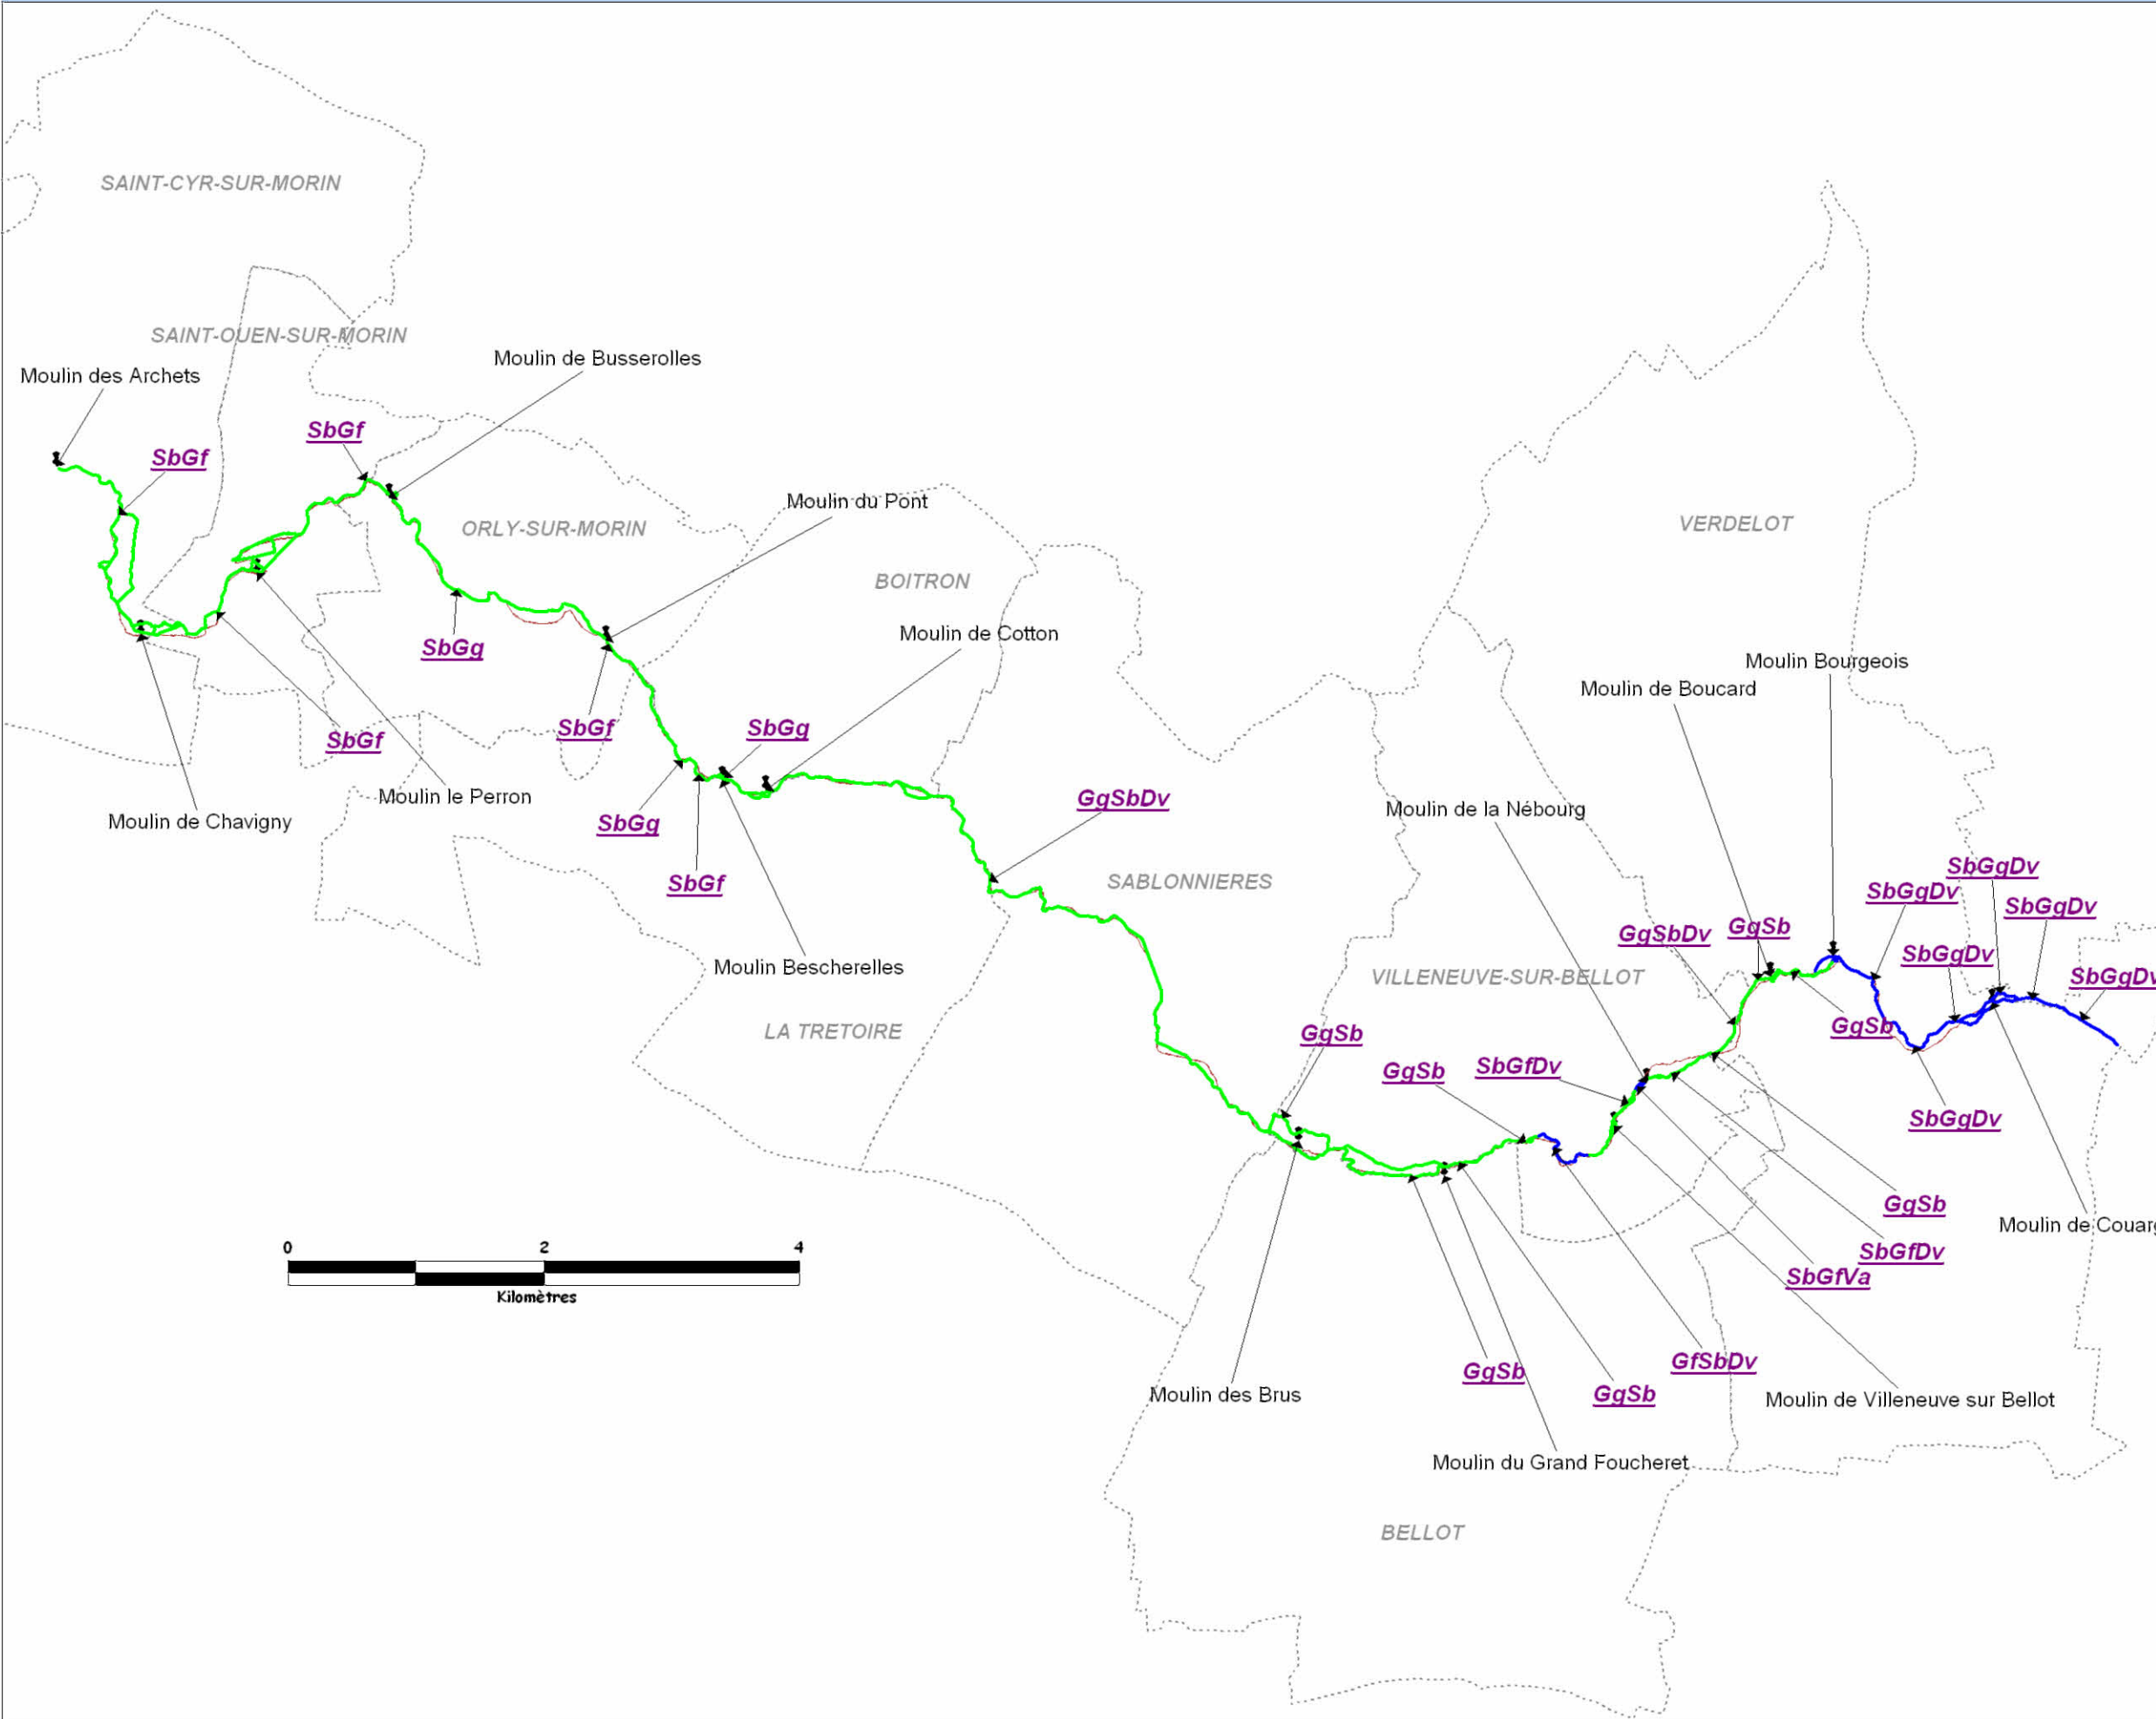 SAINT-CYR-SUR-MORIN
SAINT-OUEN-SUR-MORIN
Moulin de Busserolles
Moulin des Archets
SbGf
SbGf
Moulin du Pont
ORLY-SUR-MORIN
VERDELOT
BOITRON
Moulin de Cotton
SbGg
Moulin Bourgeois
Moulin de Boucard
SbGf
SbGg
SbGf
Moulin le Perron
GgSbDv
Moulin de la Nébourg
Moulin de Chavigny
SbGg
SbGf
SABLONNIERES
SbGgDv
SbGgDv
SbGgDv
GgSb
GgSbDv
SbGgDv
Moulin Bescherelles
VILLENEUVE-SUR-BELLOT
SbGgDv
GgSb
LA TRETOIRE
GgSb
SbGfDv
GgSb
SbGgDv
GgSb
Moulin de Couarg
SbGfDv
0 2 4
SbGfVa
Kilomètres
GfSbDv
GgSb
GgSb
Moulin des Brus
Moulin de Villeneuve sur Bellot
Moulin du Grand Foucheret
BELLOT